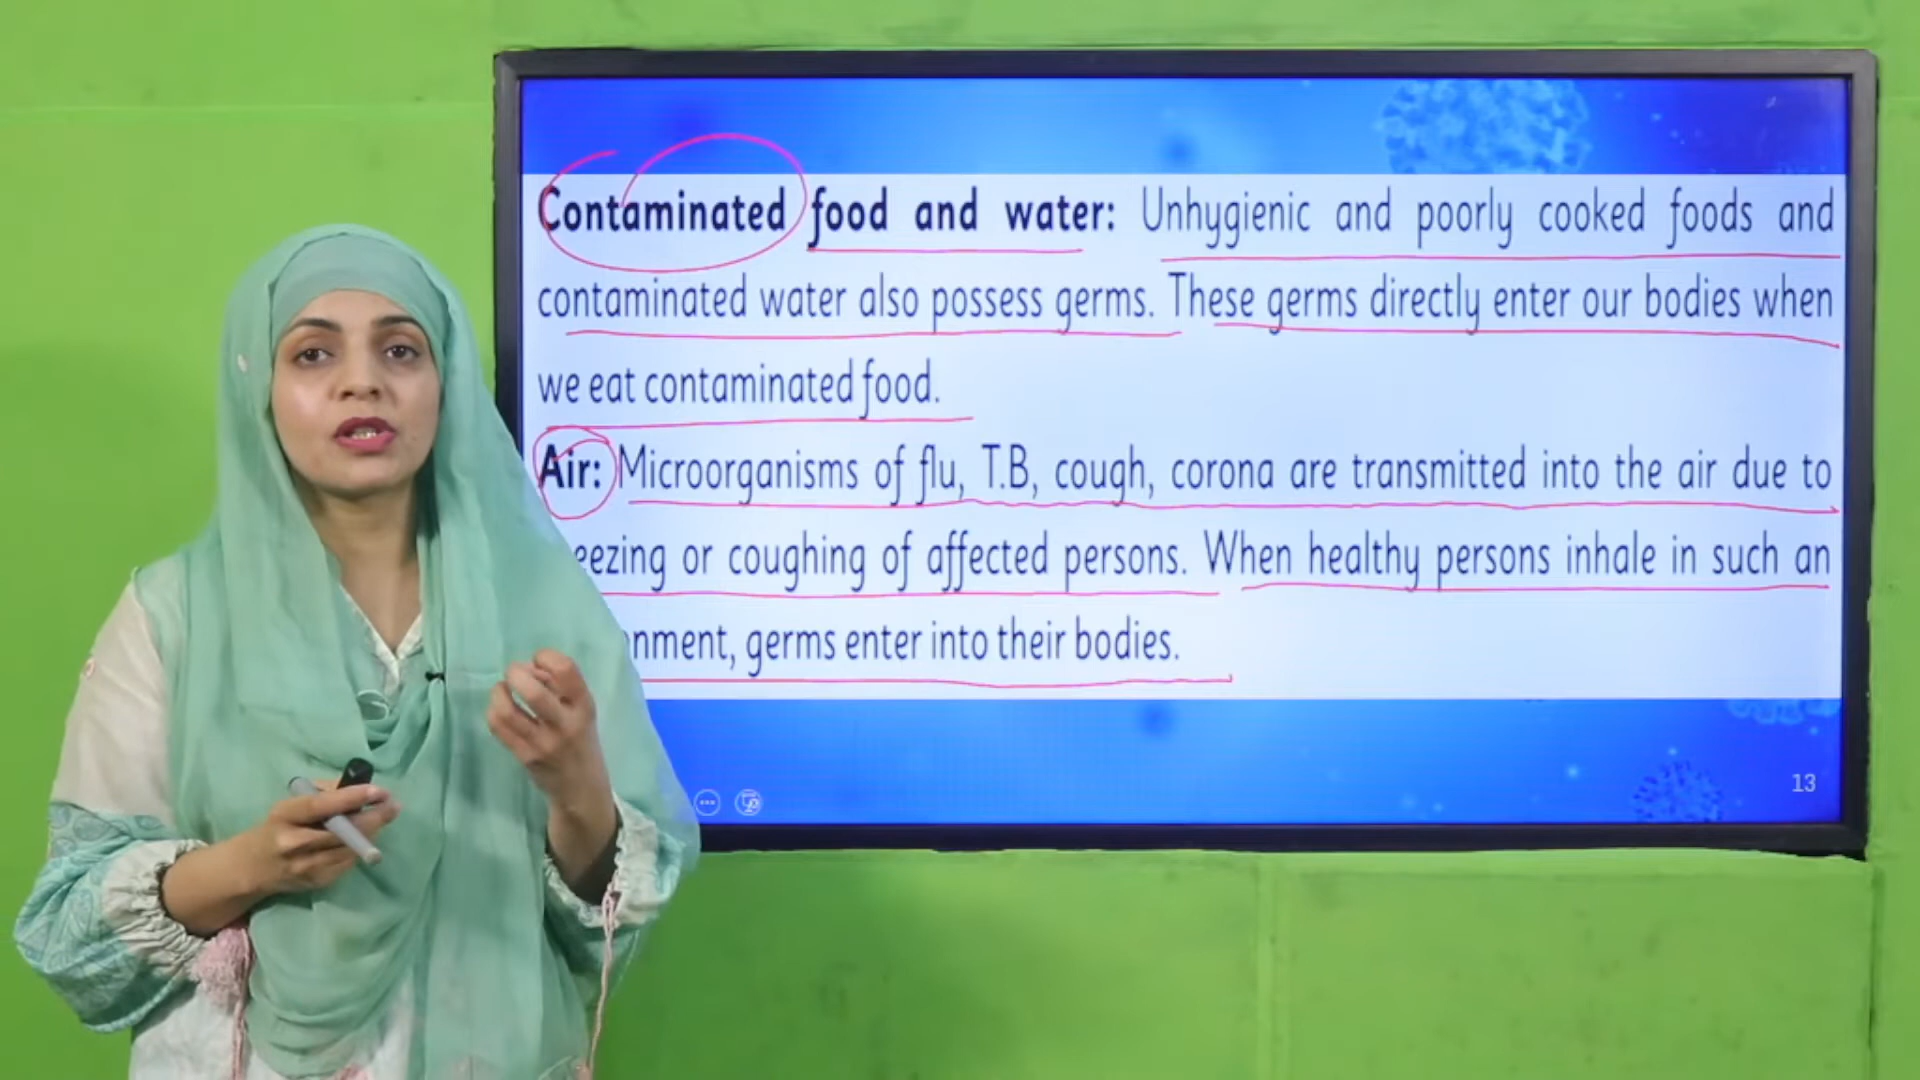 Contaminated food and water: Unhygienic and poorly cooked foods and
contaminated water also possess germs. These germs directly enter our bodies when
we eat contaminated food.
Air: Microorganisms of flu, T.B, cough, corona are transmitted into the air due to
eezing or coughing of affected persons. When healthy persons inhale in such an
onment, germs enter into their bodies.
13